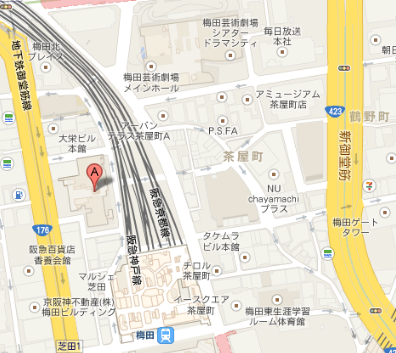 梅田芸術劇場
シアター
ドラマシティ
毎日放送
本社
梅田北
プレイス
地下鉄御堂筋線
梅田芸術劇場
メインホール
アミュージアム
茶屋町店
423
鶴野町
大栄ビル
本館
アーバン
テラス茶屋町A
P.S.FA
茶屋町
新御堂筋
A
NU
chayamachi
プラス
阪急京都線
176
阪急神戸線
タケムラ
ビル本館
梅田ゲート
タワー
阪急百貨店
香養会館
マルシェ
芝田
チロル
茶屋町
京阪神不動産(株)
梅田ビルディング
イースクエア
茶屋町
梅田東生涯学習
ルーム体育館
芝田1
梅田